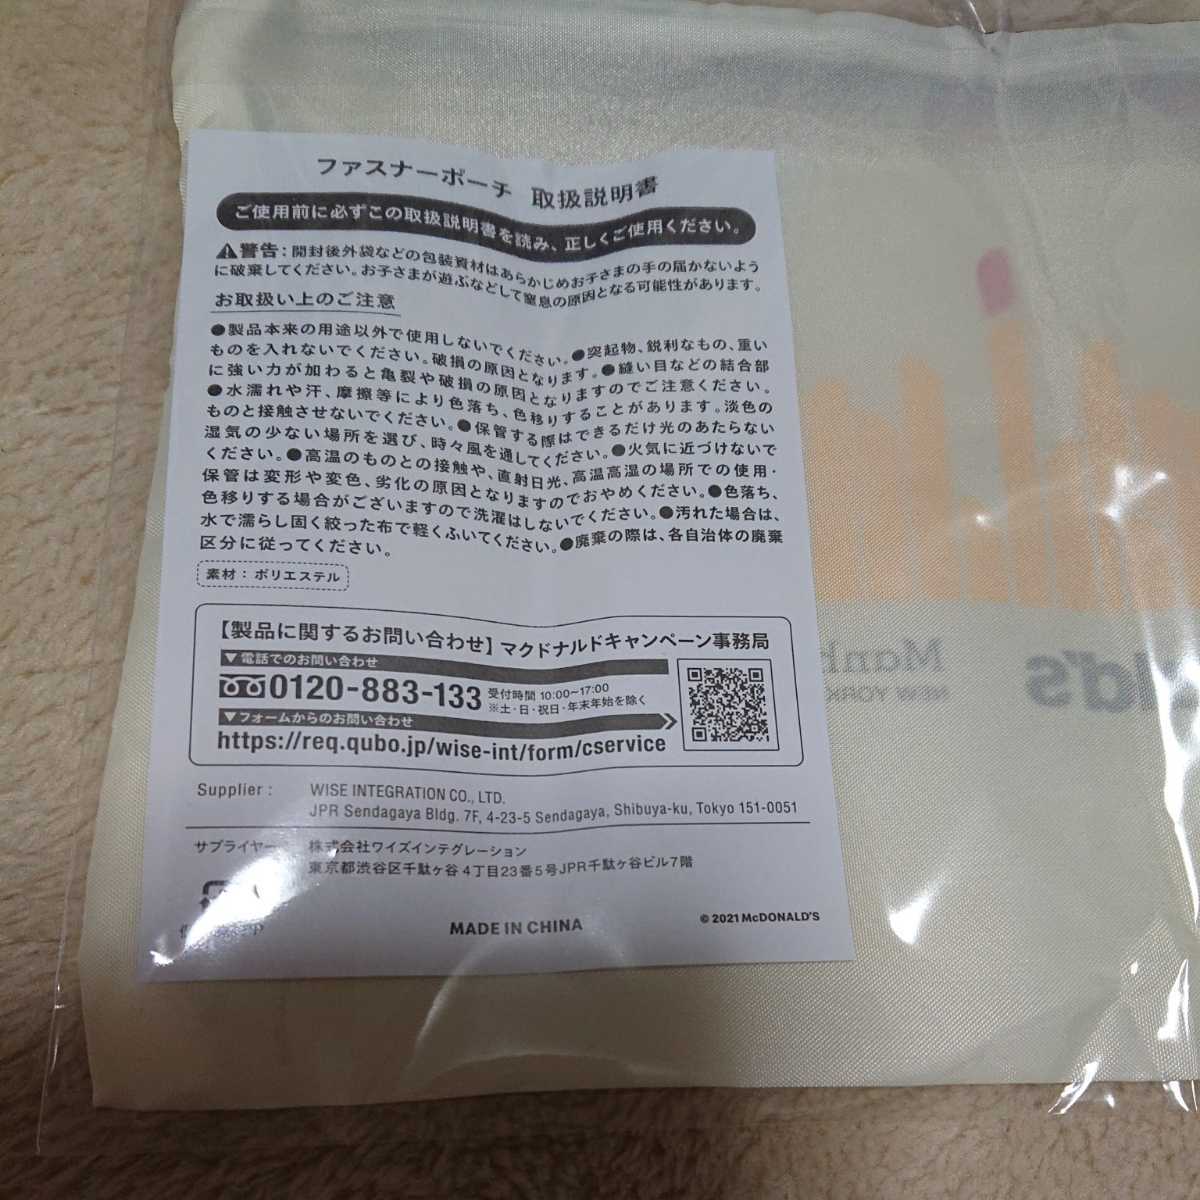 ファスナーポーチ 取扱説明書
ご使用前に必ずこの取扱説明書を読み、正しくご使用ください。
警告：開封後外袋などの包装資材はあらかじめお子さまの手の届かないよう
に破棄してください。お子さまが遊ぶなどして窒息の原因となる可能性があります。
お取扱い上のご注意
●製品本来の用途以外で使用しないでください。●突起物、鋭利なもの、重い
ものを入れないでください。破損の原因となります。●縫い目などの結合部
に強い力が加わると亀裂や破損の原因となりますのでご注意ください。
●水濡れや汗、摩擦等により色落ち、色移りすることがあります。淡色の
ものと接触させないでください。●保管する際はできるだけ光のあたらない
湿気の少ない場所を選び、時々風を通してください。●火気に近づけないで
ください。●高温のものとの接触や、直射日光、高温高湿の場所での使用・
保管は変形や変色、劣化の原因となりますのでおやめください。●色落ち、
色移りする場合がございますので洗濯はしないでください。●汚れた場合は、
水で濡らし固く絞った布で軽くふいてください。●廃棄の際は、各自治体の廃棄
区分に従ってください。
素材：ポリエステル
【製品に関するお問い合わせ】マクドナルドキャンペーン事務局
▼電話でのお問い合わせ
0120-883-133 受付時間 10:00~17:00
※土・日・祝日・年末年始を除く
▼フォームからのお問い合わせ
https://req.qubo.jp/wise-int/form/cservice
Supplier : WISE INTEGRATION CO., LTD.
JPR Sendagaya Bldg. 7F, 4-23-5 Sendagaya, Shibuya-ku, Tokyo 151-0051
サプライヤー 株式会社ワイズインテグレーション
東京都渋谷区千駄ヶ谷4丁目23番5号JPR千駄ヶ谷ビル7階
MADE IN CHINA
© 2021 McDONALD'S